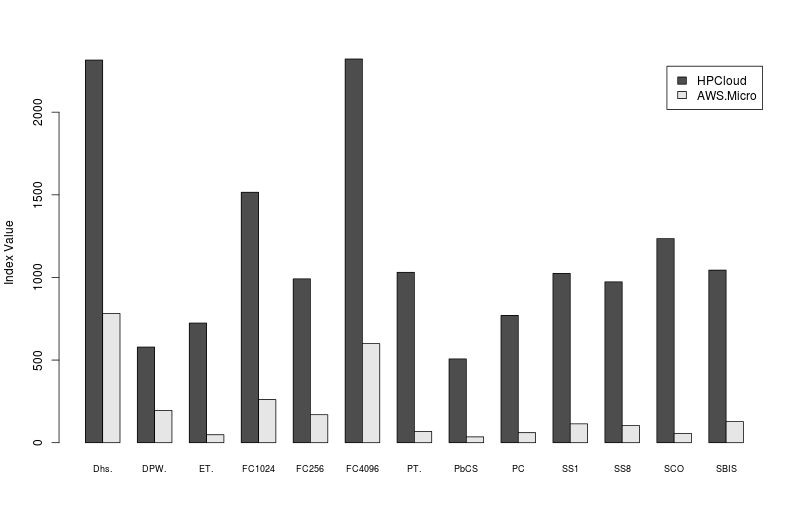 HPCloud
AWS.Micro
Index Value
2000
1500
1000
500
0
Dhs. DPW. ET. FC1024 FC256 FC4096 PT. PbCS PC SS1 SS8 SCO SBIS